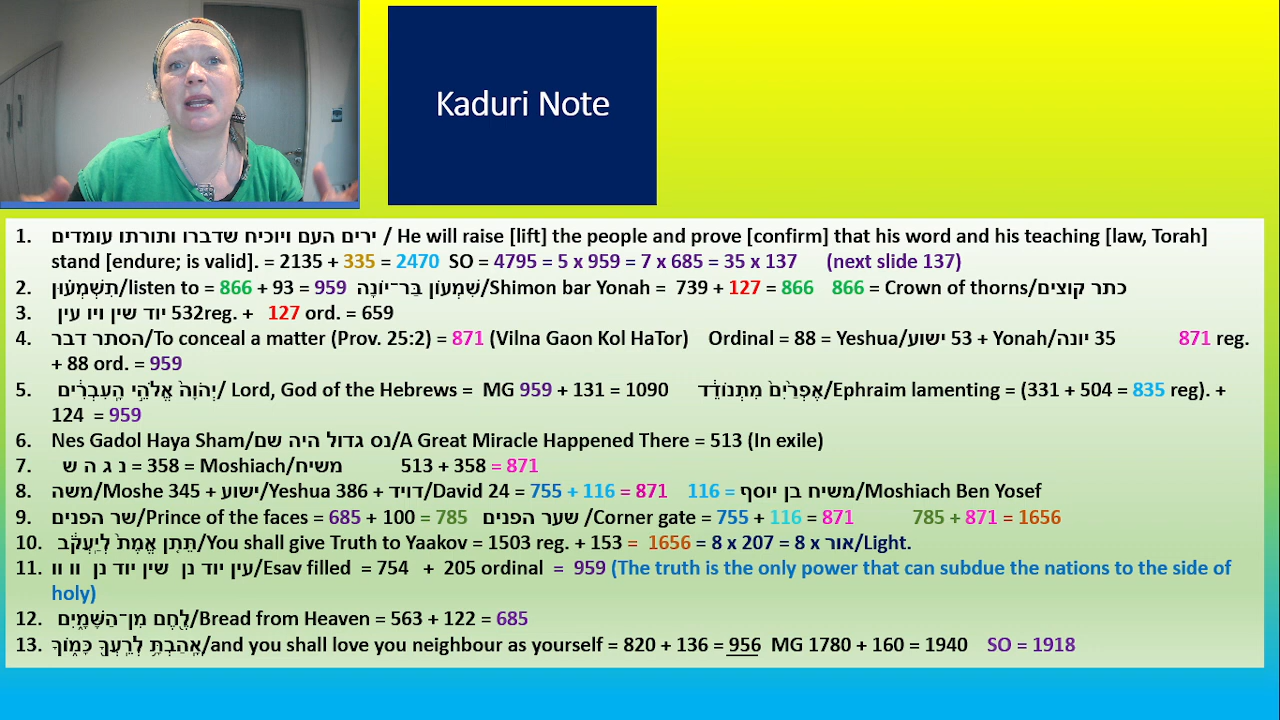 Kaduri Note
1. ירים העם ויוכיח שדברו ותורתו עומדים / He will raise [lift] the people and prove [confirm] that his word and his teaching [law, Torah]
stand [endure; is valid]. = 2135 + 335 = 2470 SO = 4795 = 5 x 959 = 7 x 685 = 35 x 137 (next slide 137)
2. תִּשְׁמְע֗וּן/listen to = 866 + 93 = 959 שִׁמְעוֹן בַּר־יוֹנָה/Shimon bar Yonah = 739 + 127 = 866 866 = Crown of thorns/כתר קוצים
3. יוד שין ויו עין 532reg. + 127 ord. = 659
4. הסתר דבר/To conceal a matter (Prov. 25:2) = 871 (Vilna Gaon Kol HaTor) Ordinal = 88 = Yeshua/ישוע 53 + Yonah/יונה 35 871 reg.
+ 88 ord. = 959
5. יְהֹוָה֙ אֱלֹהֵ֣י הָֽעִבְרִ֔ים/ Lord, God of the Hebrews = MG 959 + 131 = 1090 אֶפְרַ֙יִם֙ מִתְנוֹדֵ֔ד/Ephraim lamenting = (331 + 504 = 835 reg). +
124 = 959
6. Nes Gadol Haya Sham/נס גדול היה שם/A Great Miracle Happened There = 513 (In exile)
7. נ ג ה ש = 358 = Moshiach/משיח 513 + 358 = 871
8. משה/Moshe 345 + ישוע/Yeshua 386 + דויד/David 24 = 755 + 116 = 871 116 = משיח בן יוסף/Moshiach Ben Yosef
9. שר הפנים/Prince of the faces = 685 + 100 = 785 שער הפנים /Corner gate = 755 + 116 = 871 785 + 871 = 1656
10. תִּתֵּ֤ן אֱמֶת֙ לְיַֽעֲקֹ֔ב/You shall give Truth to Yaakov = 1503 reg. + 153 = 1656 = 8 x 207 = 8 x אור/Light.
11. עין יוד נן שין יוד נן וו וו/Esav filled = 754 + 205 ordinal = 959 (The truth is the only power that can subdue the nations to the side of
holy)
12. לֶ֖חֶם מִן־הַשָּׁמָ֑יִם/Bread from Heaven = 563 + 122 = 685
13. וְאָֽהַבְתָּ֥ לְרֵעֲךָ֖ כָּמ֑וֹךָ/and you shall love you neighbour as yourself = 820 + 136 = 956 MG 1780 + 160 = 1940 SO = 1918